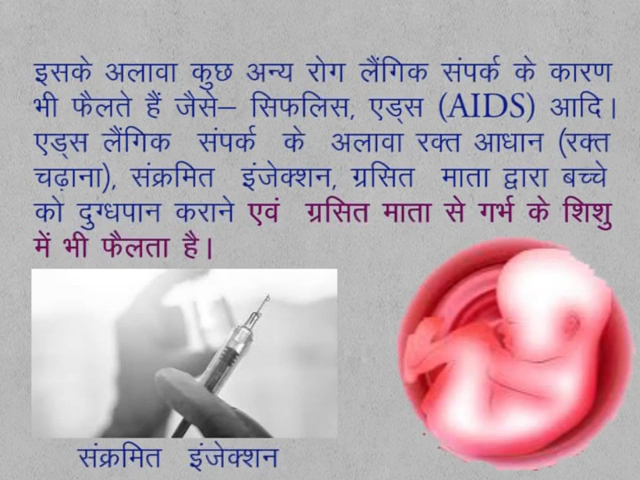 इसके अलावा कुछ अन्य रोग लैंगिक संपर्क के कारण
भी फैलते हैं जैसे– सिफलिस, एड्स (AIDS) आदि।
एड्स लैंगिक संपर्क के अलावा रक्त आधान (रक्त
चढ़ाना), संक्रमित इंजेक्शन, ग्रसित माता द्वारा बच्चे
को दुग्धपान कराने एवं ग्रसित माता से गर्भ के शिशु
में भी फैलता है।
संक्रमित इंजेक्शन